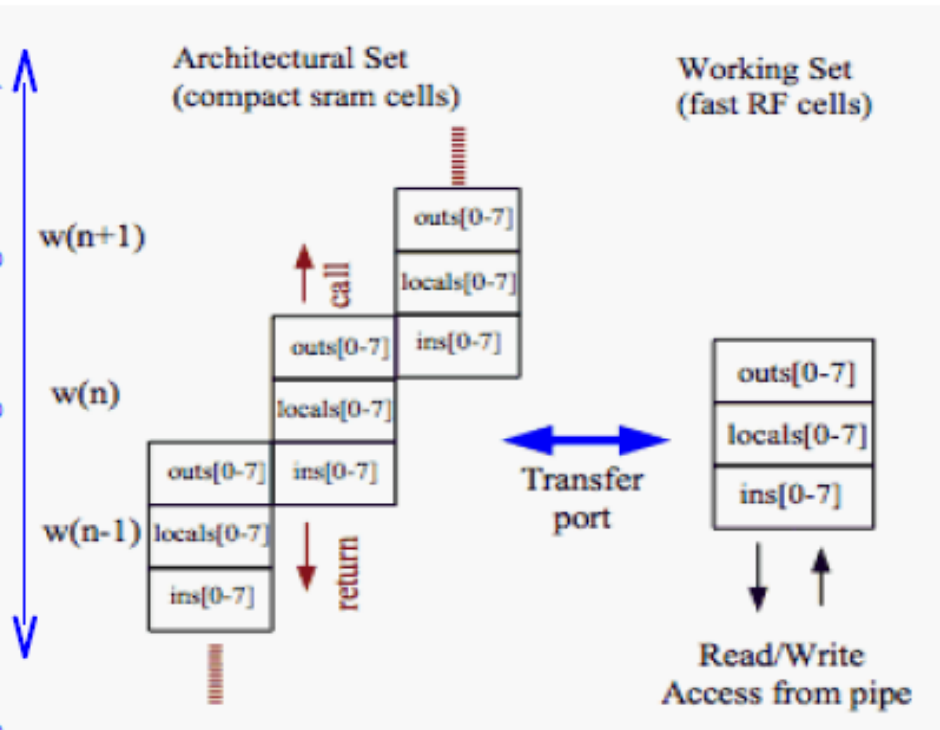 Architectural Set
(compact sram cells)
Working Set
(fast RF cells)
w(n+1)
outs[0-7]
locals[0-7]
ins[0-7]
call
w(n)
outs[0-7]
locals[0-7]
ins[0-7]
return
w(n-1)
outs[0-7]
locals[0-7]
ins[0-7]
Transfer
port
outs[0-7]
locals[0-7]
ins[0-7]
Read/Write
Access from pipe